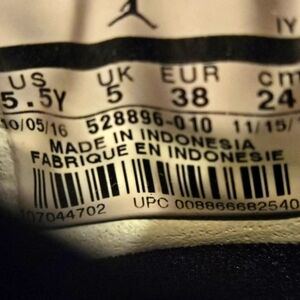 IY
US UK EUR cm
5.5Y 5 38 24
10/05/16 528896-010 11/15/
MADE IN INDONESIA
FABRIQUE EN INDONESIE
107044702 UPC 008866682540